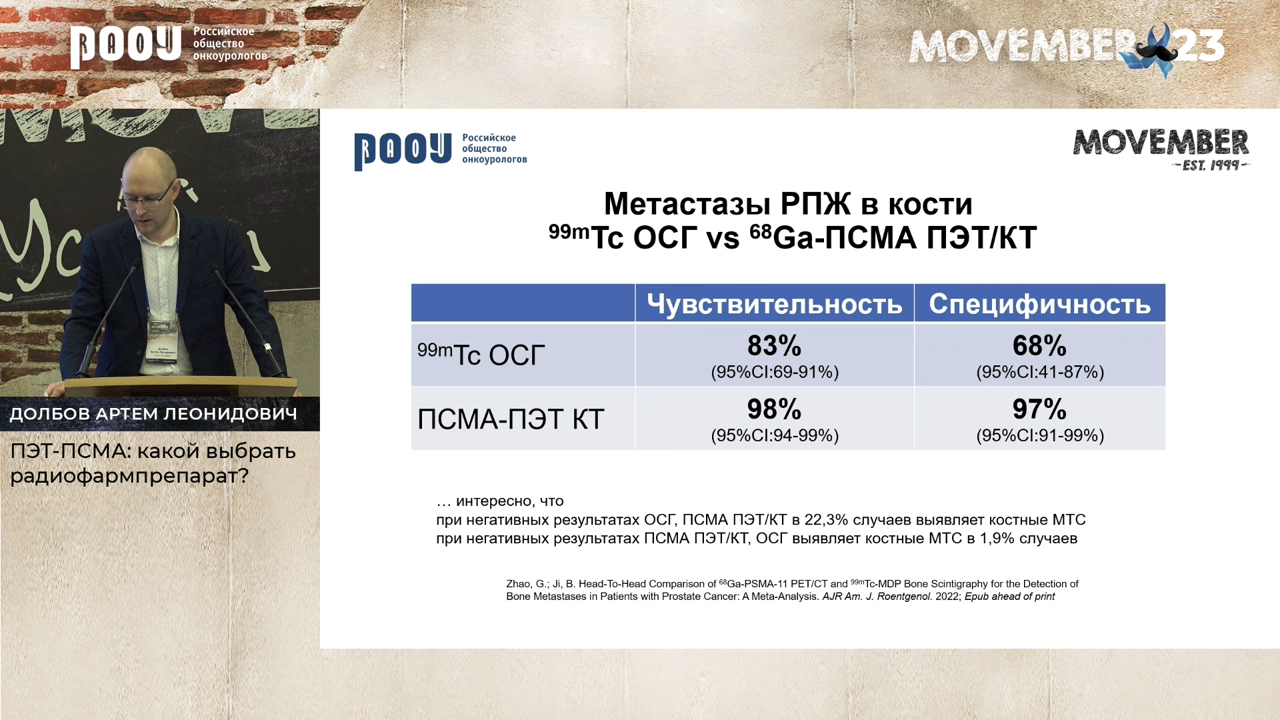 РООУ
Российское
общество
онкоурологов
MOVEMBER 23
РООУ
Российское
общество
онкоурологов
MOVEMBER
EST. 1999
Метастазы РПЖ в кости
99mTc ОСГ vs 68Ga-ПСМА ПЭТ/КТ
Чувствительность Специфичность
99mTc ОСГ 83% 68%
(95%CI:69-91%) (95%CI:41-87%)
ПСМА-ПЭТ КТ 98% 97%
(95%CI:94-99%) (95%CI:91-99%)
… интересно, что
при негативных результатах ОСГ, ПСМА ПЭТ/КТ в 22,3% случаев выявляет костные МТС
при негативных результатах ПСМА ПЭТ/КТ, ОСГ выявляет костные МТС в 1,9% случаев
Zhao, G.; Ji, B. Head-To-Head Comparison of 68Ga-PSMA-11 PET/CT and 99mTc-MDP Bone Scintigraphy for the Detection of
Bone Metastases in Patients with Prostate Cancer: A Meta-Analysis. AJR Am. J. Roentgenol. 2022; Epub ahead of print
ДОЛБОВ АРТЕМ ЛЕОНИДОВИЧ
ПЭТ-ПСМА: какой выбрать
радиофармпрепарат?